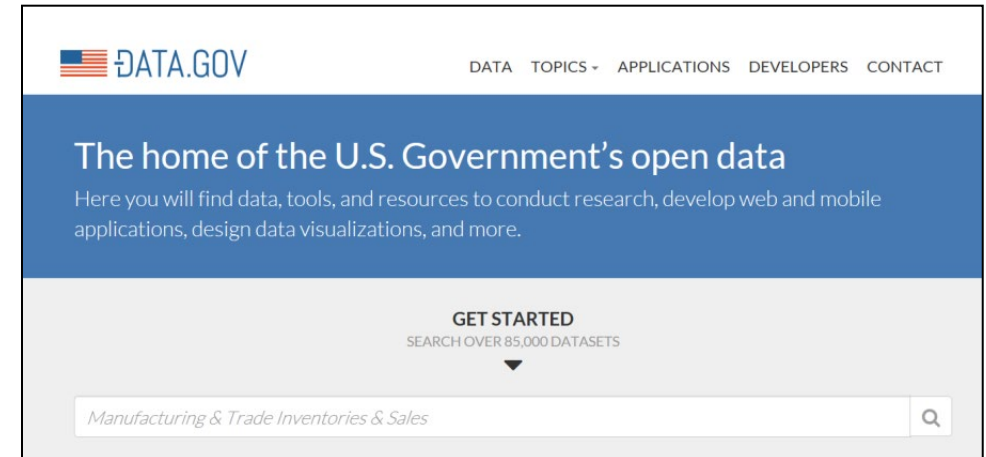 DATA.GOV
DATA TOPICS APPLICATIONS DEVELOPERS CONTACT
The home of the U.S. Government’s open data
Here you will find data, tools, and resources to conduct research, develop web and mobile
applications, design data visualizations, and more.
GET STARTED
SEARCH OVER 85,000 DATASETS
Manufacturing & Trade Inventories & Sales